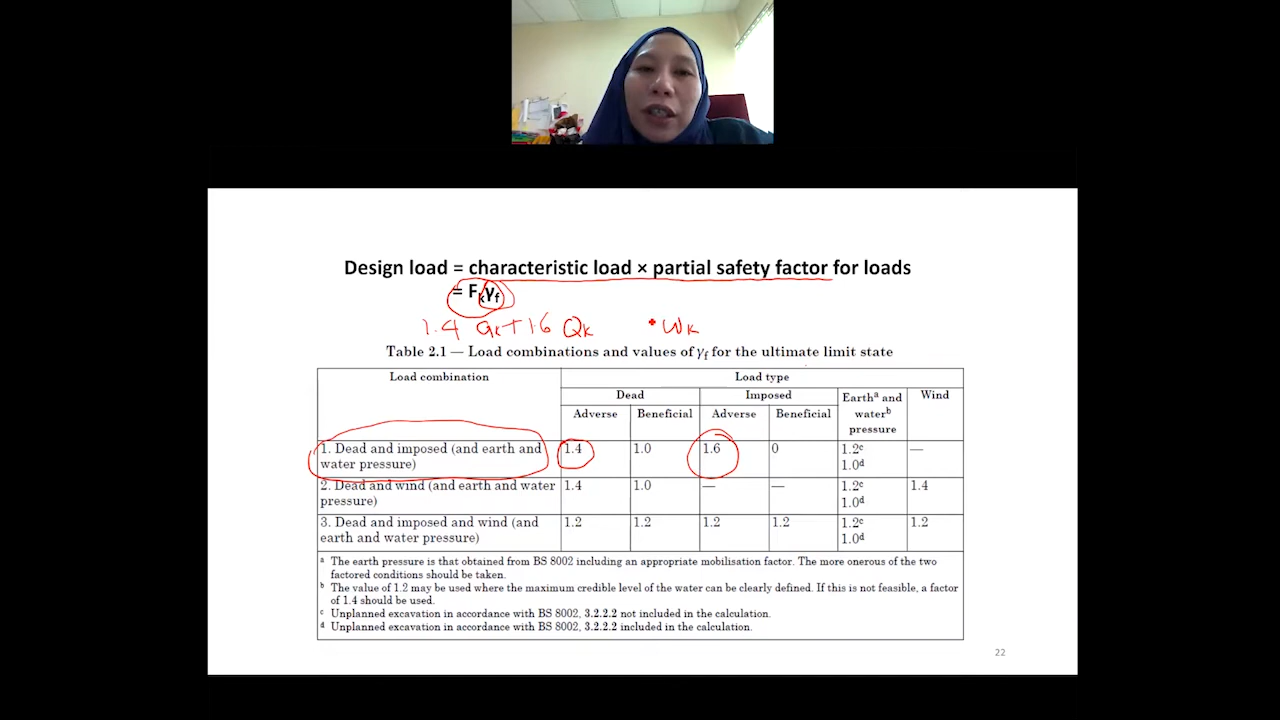 Design load = characteristic load × partial safety factor for loads
= Fkγf
1.4 Gk + 1.6 Qk • Wk
Table 2.1 — Load combinations and values of γf for the ultimate limit state
Load combination Load type
Dead Imposed Earthᵃ and waterᵇ pressure Wind
Adverse Beneficial Adverse Beneficial
1. Dead and imposed (and earth and 1.4 1.0 1.6 0 1.2ᶜ —
water pressure) 1.0ᵈ
2. Dead and wind (and earth and water 1.4 1.0 — — 1.2ᶜ 1.4
pressure) 1.0ᵈ
3. Dead and imposed and wind (and 1.2 1.2 1.2 1.2 1.2ᶜ 1.2
earth and water pressure) 1.0ᵈ
ᵃ The earth pressure is that obtained from BS 8002 including an appropriate mobilisation factor. The more onerous of the two
factored conditions should be taken.
ᵇ The value of 1.2 may be used where the maximum credible level of the water can be clearly defined. If this is not feasible, a factor
of 1.4 should be used.
ᶜ Unplanned excavation in accordance with BS 8002, 3.2.2.2 not included in the calculation.
ᵈ Unplanned excavation in accordance with BS 8002, 3.2.2.2 included in the calculation.
22